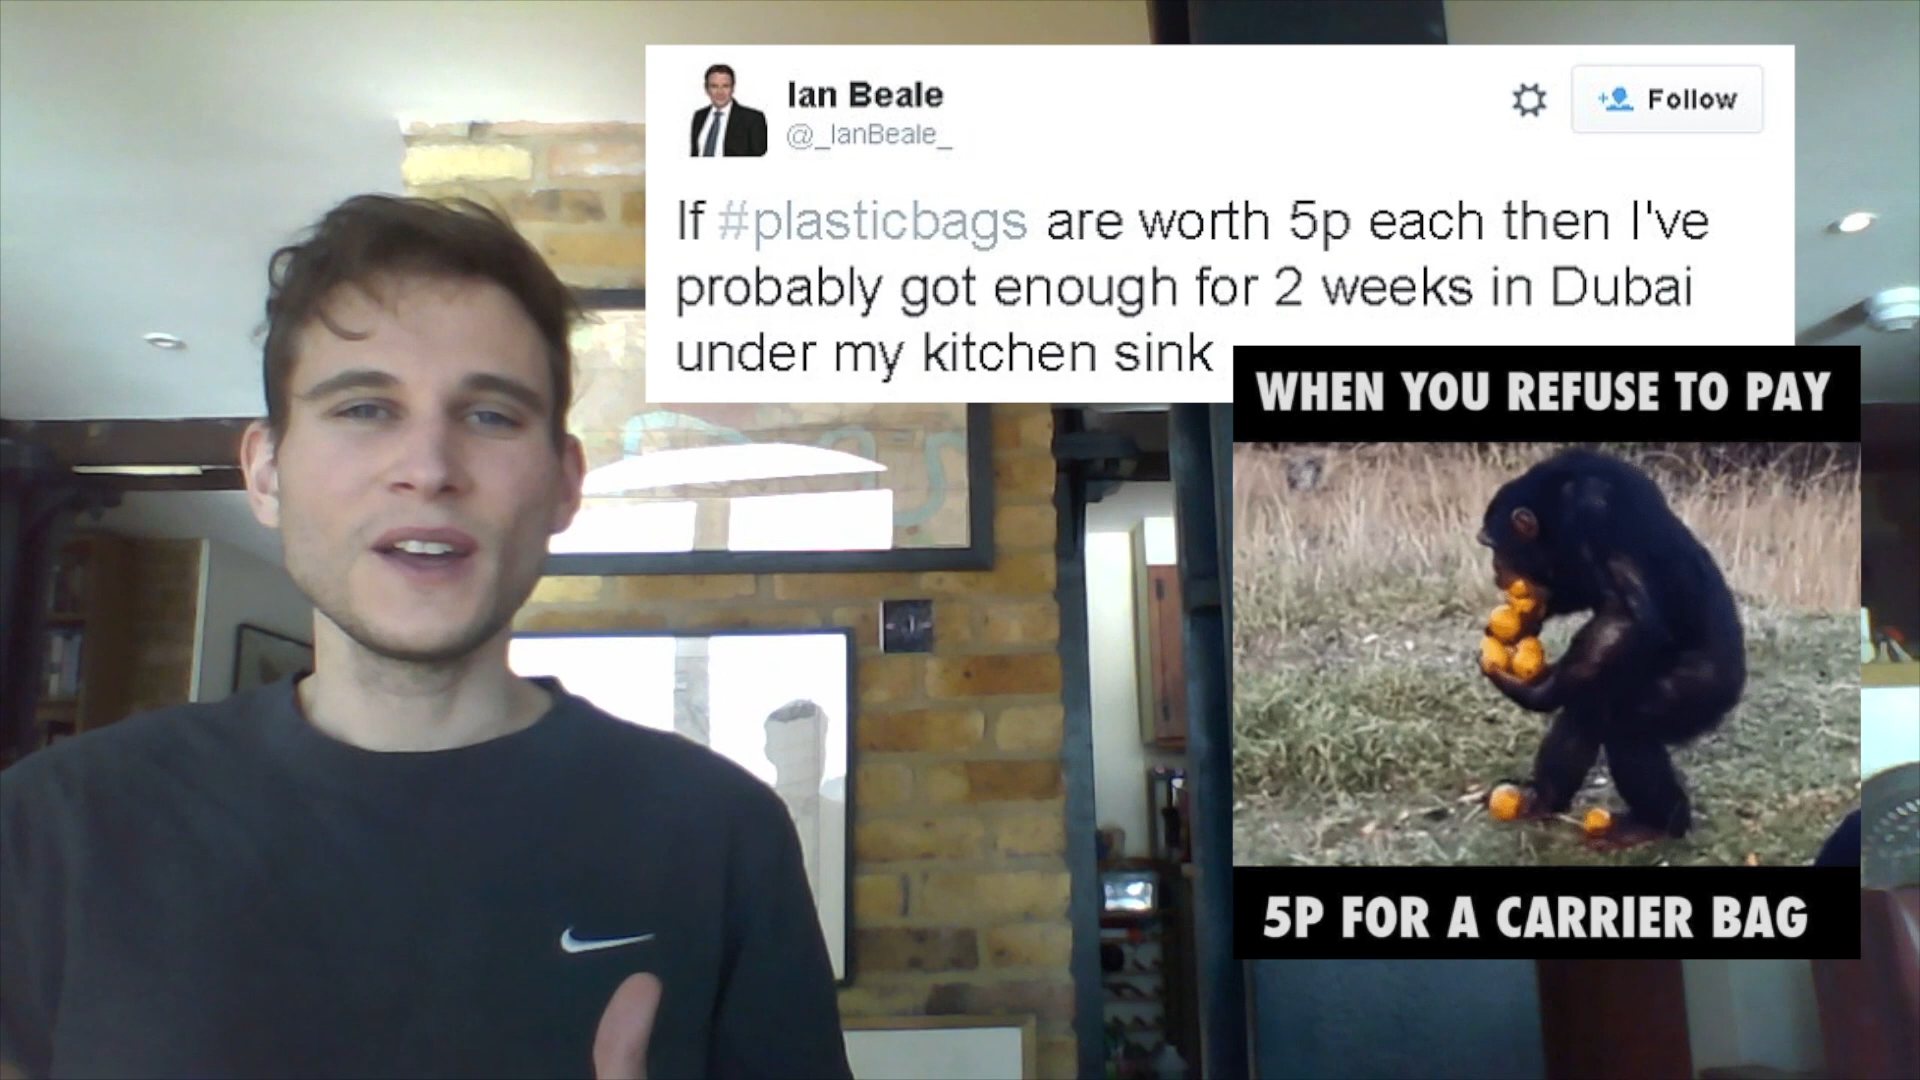 Ian Beale
@_IanBeale_
Follow
If #plasticbags are worth 5p each then I've
probably got enough for 2 weeks in Dubai
under my kitchen sink
WHEN YOU REFUSE TO PAY
5P FOR A CARRIER BAG